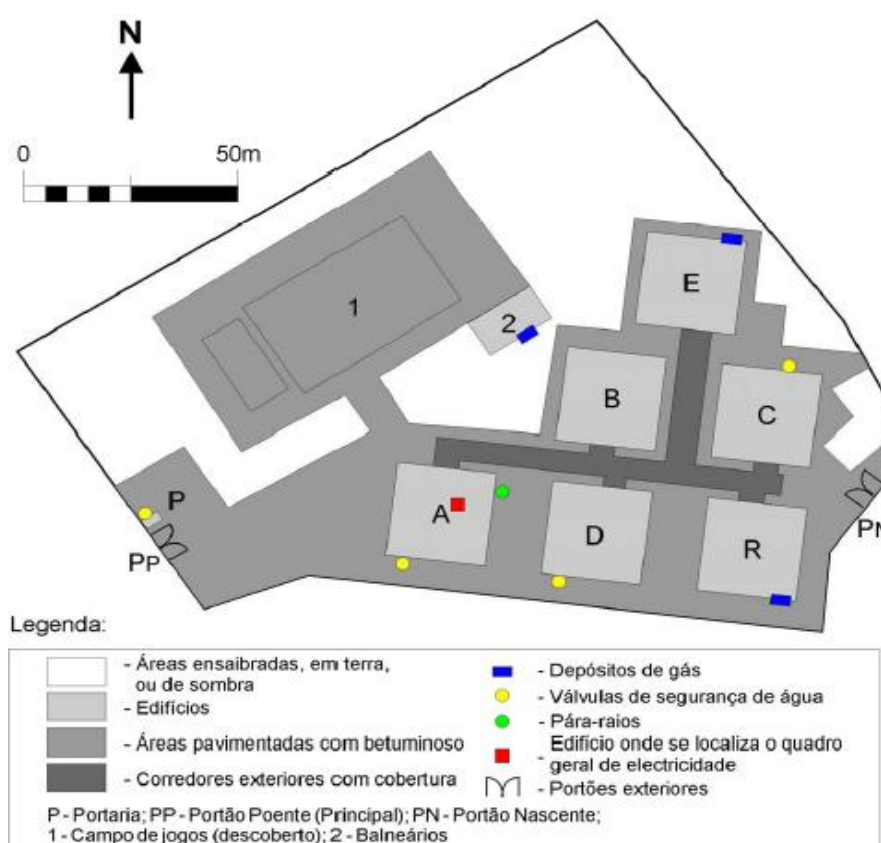 N
0 50m
E
1
2
B
C
P
A
D
R
PP
PN
Legenda:
- Áreas ensaibradas, em terra, ou de sombra
- Edifícios
- Áreas pavimentadas com betuminoso
- Corredores exteriores com cobertura
- Depósitos de gás
- Válvulas de segurança de água
- Pára-raios
- Edifício onde se localiza o quadro geral de electricidade
- Portões exteriores
P - Portaria; PP - Portão Poente (Principal); PN - Portão Nascente;
1 - Campo de jogos (descoberto); 2 - Balneários